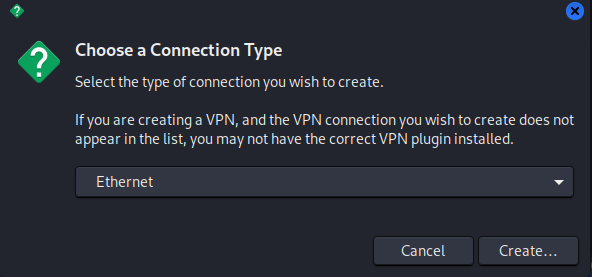 Choose a Connection Type
Select the type of connection you wish to create.
If you are creating a VPN, and the VPN connection you wish to create does not
appear in the list, you may not have the correct VPN plugin installed.
Ethernet
Cancel
Create...